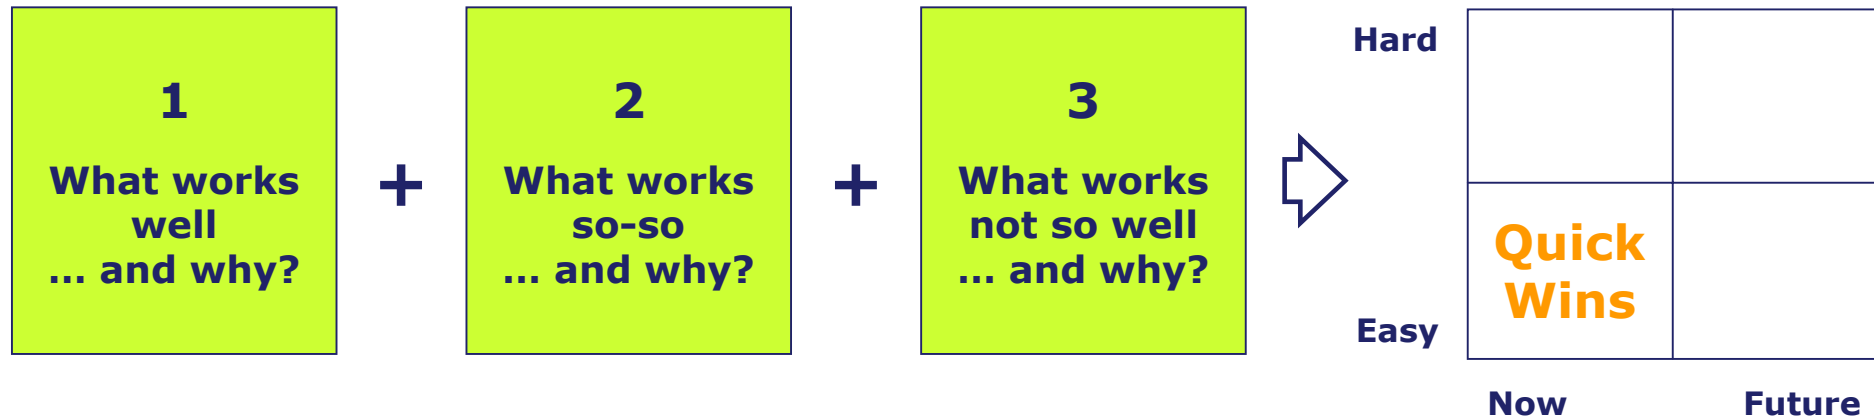 1
What works
well
... and why?
+
2
What works
so-so
... and why?
+
3
What works
not so well
... and why?
Hard
Quick
Wins
Easy
Now
Future